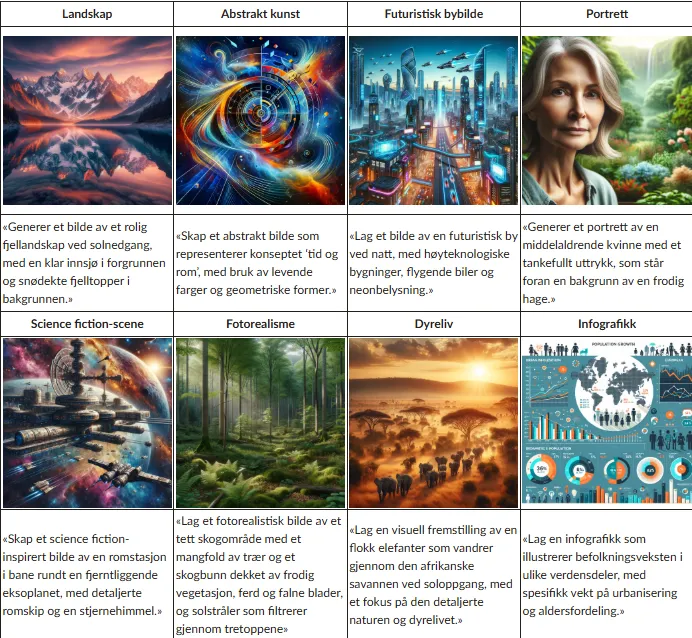 Landskap
Abstrakt kunst
Futuristisk bybilde
Portrett
«Generer et bilde av et rolig
fjellandskap ved solnedgang,
med en klar innsjø i forgrunnen
og snødekte fjelltopper i
bakgrunnen.»
«Skap et abstrakt bilde som
representerer konseptet ‘tid og
rom’, med bruk av levende
farger og geometriske former.»
«Lag et bilde av en futuristisk by
ved natt, med høyteknologiske
bygninger, flygende biler og
neonbelysning.»
«Generer et portrett av en
middelaldrende kvinne med et
tankefullt uttrykk, som står
foran en bakgrunn av en frodig
hage.»
Science fiction-scene
Fotorealisme
Dyreliv
Infografikk
POPULATION GROWTH
36%
8%
«Skap et science fiction-
inspirert bilde av en romstasjon
i bane rundt en fjerntliggende
eksoplanet, med detaljerte
romskip og en stjernehimmel.»
«Lag et fotorealistisk bilde av et
tett skogområde med et
mangfold av trær og et
skogbunn dekket av frodig
vegetasjon, ferd og falne blader,
og solstråler som filtrerer
gjennom tretoppene»
«Lag en visuell fremstilling av en
flokk elefanter som vandrer
gjennom den afrikanske
savannen ved soloppgang, med
et fokus på den detaljerte
naturen og dyrelivet.»
«Lag en infografikk som
illustrerer befolkningsveksten i
ulike verdensdeler, med
spesifikk vekt på urbanisering
og aldersfordeling.»